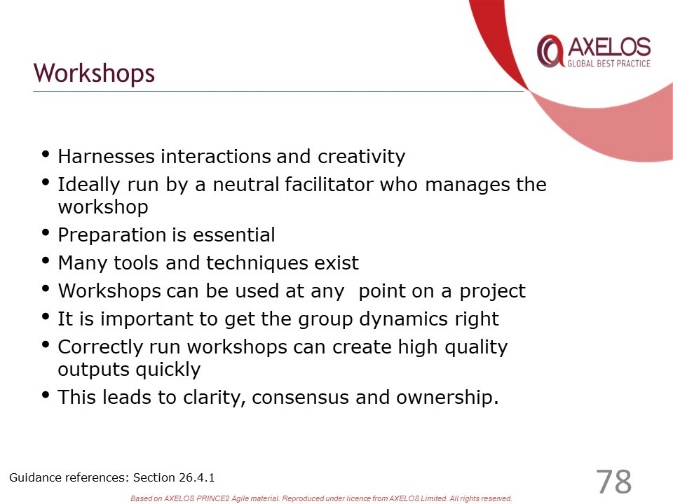 AXELOS
GLOBAL BEST PRACTICE
Workshops
• Harnesses interactions and creativity
• Ideally run by a neutral facilitator who manages the
workshop
• Preparation is essential
• Many tools and techniques exist
• Workshops can be used at any  point on a project
• It is important to get the group dynamics right
• Correctly run workshops can create high quality
outputs quickly
• This leads to clarity, consensus and ownership.
Guidance references: Section 26.4.1
78
Based on AXELOS PRINCE2 Agile material. Reproduced under licence from AXELOS Limited. All rights reserved.